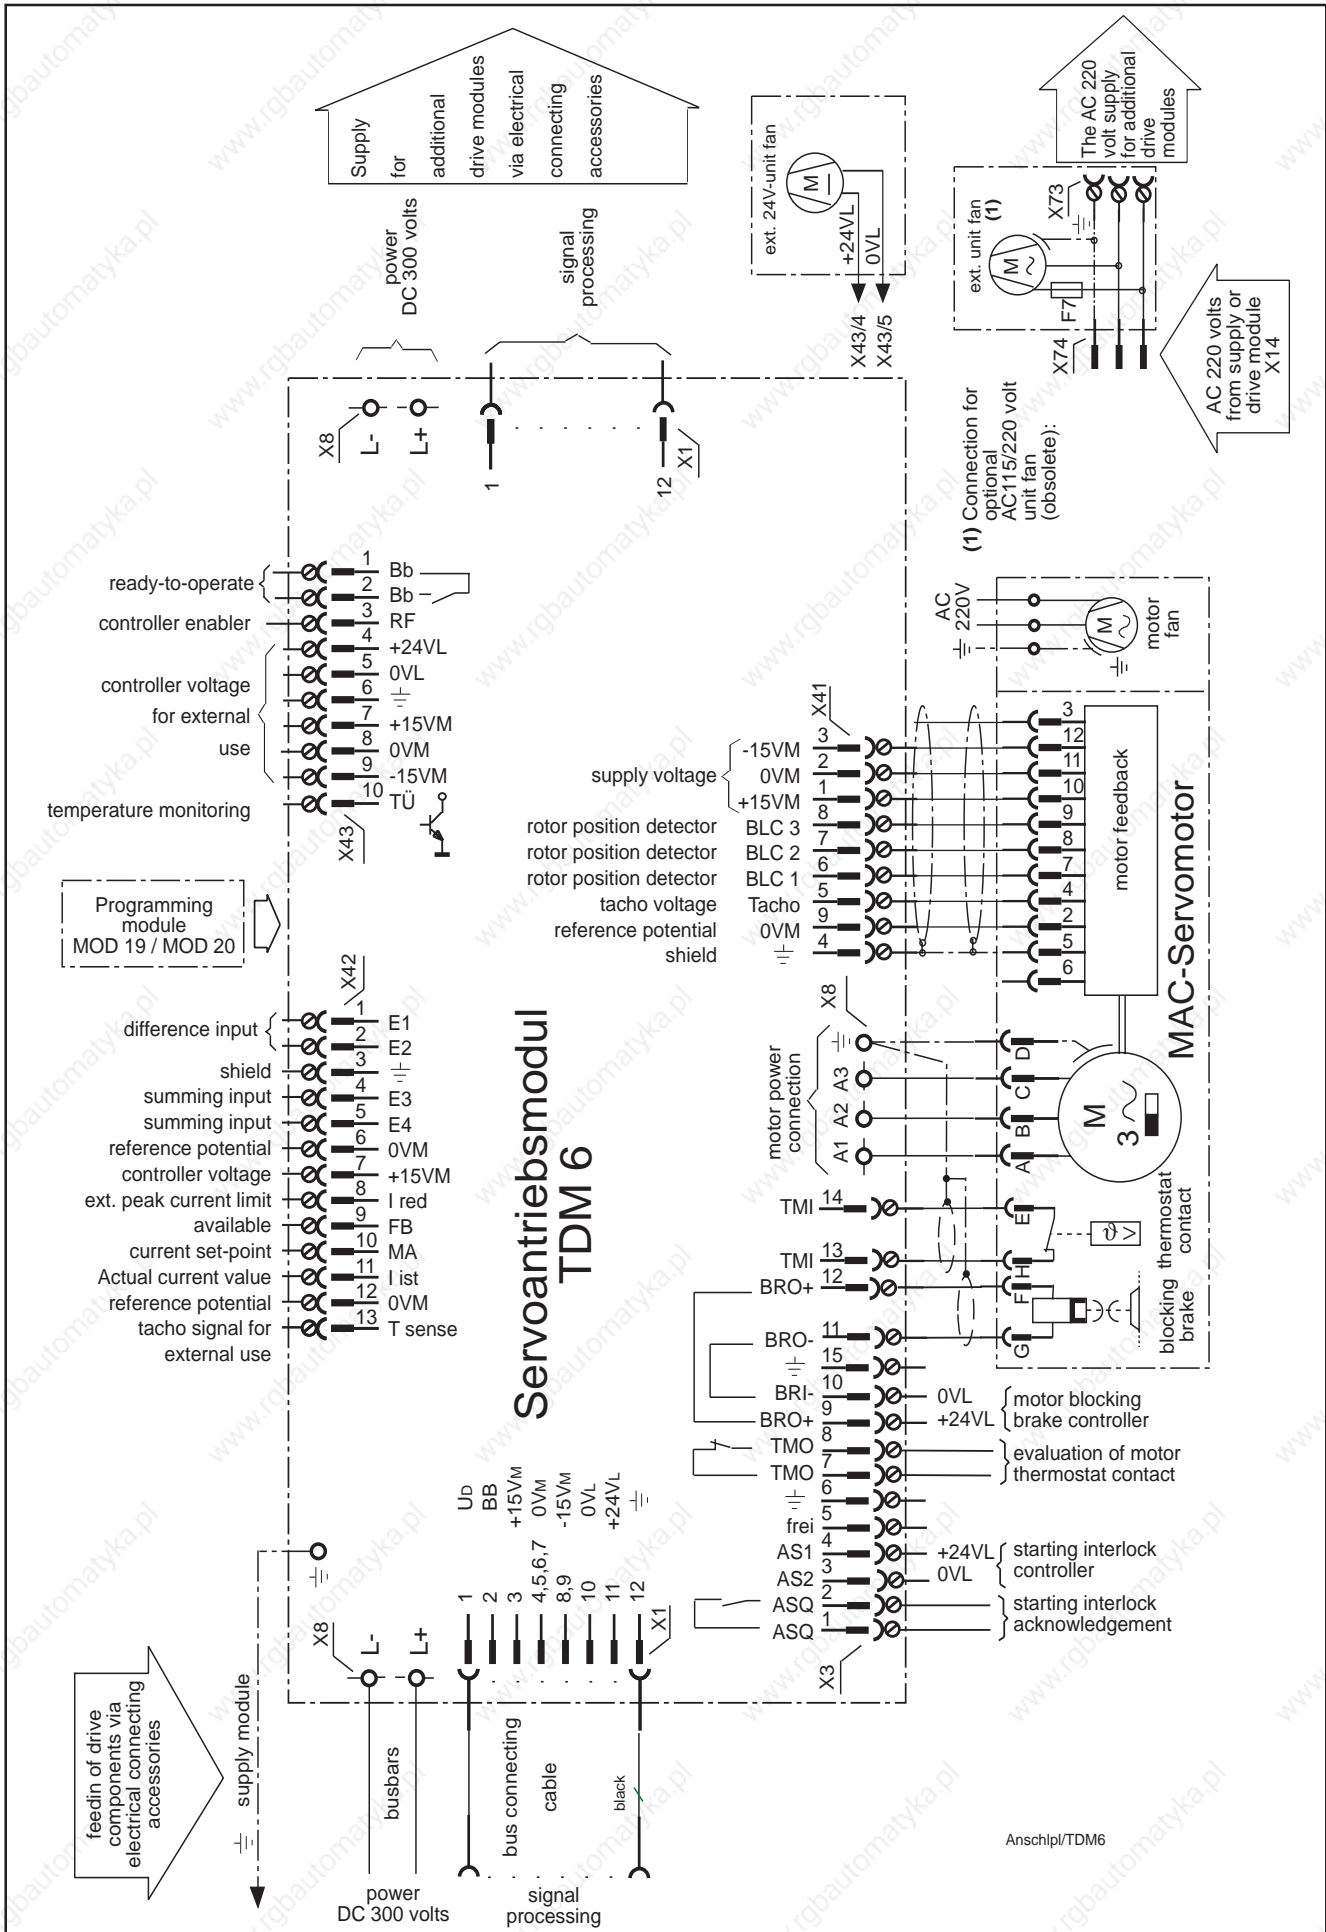 Supply
for
additional
drive modules
via electrical
connecting
accessories
The AC 220
volt supply
for additional
drive
modules
power
DC 300 volts
signal
processing
ext. 24V-unit fan
M
+24VL
0VL
X43/4
X43/5
ext. unit fan
(1)
M
F7
X73
X74
AC 220 volts
from supply or
drive module
X14
(1) Connection for
optional
AC115/220 volt
unit fan
(obsolete):
X8
L-
L+
1
12
X1
ready-to-operate
1 Bb
2 Bb
controller enabler 3 RF
controller voltage
for external
use
4 +24VL
5 0VL
6
7 +15VM
8 0VM
9 -15VM
temperature monitoring 10 TÜ
X43
Programming
module
MOD 19 / MOD 20
X42
difference input
1 E1
2 E2
shield 3
summing input 4 E3
summing input 5 E4
reference potential 6 0VM
controller voltage 7 +15VM
ext. peak current limit 8 I red
available 9 FB
current set-point 10 MA
Actual current value 11 I ist
reference potential 12 0VM
tacho signal for 13 T sense
external use
Servoantriebsmodul
TDM 6
AC
220V
M
motor
fan
X41
supply voltage
-15VM 3
0VM 2
+15VM 1
rotor position detector BLC 3 8
rotor position detector BLC 2 7
rotor position detector BLC 1 6
tacho voltage Tacho 5
reference potential 0VM 9
shield 4
3
12
11
10
9
8
7
4
2
5
6
motor feedback
MAC-Servomotor
X8
motor power
connection
A3
A2
A1
D
C
B
A
M
3
TMI 14
TMI 13
BRO+ 12
BRO- 11
15
BRI- 10
BRO+ 9
TMO 8
TMO 7
6
frei 5
AS1 4
AS2 3
ASQ 2
ASQ 1
X3
E
H
F
G
ϑ >
thermostat
contact
blocking
brake
0VL
+24VL
motor blocking
brake controller
evaluation of motor
thermostat contact
+24VL
0VL
starting interlock
controller
starting interlock
acknowledgement
UD
BB
+15VM
0VM
-15VM
0VL
+24VL
1
2
3
4,5,6,7
8,9
10
11
12
X1
X8
L-
L+
feedin of drive
components via
electrical connecting
accessories
supply module
busbars
bus connecting
cable
black
power
DC 300 volts
signal
processing
Anschlpl/TDM6
www.rgbautomatyka.pl